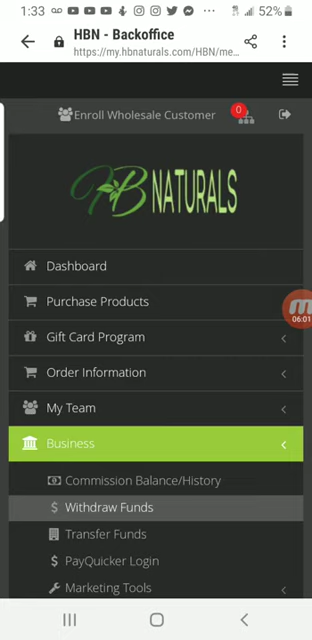 1:33
52%
HBN - Backoffice
https://my.hbnaturals.com/HBN/me...
Enroll Wholesale Customer
0
HB NATURALS
Dashboard
Purchase Products
Gift Card Program
06:01
Order Information
My Team
Business
Commission Balance/History
$ Withdraw Funds
Transfer Funds
$ PayQuicker Login
Marketing Tools